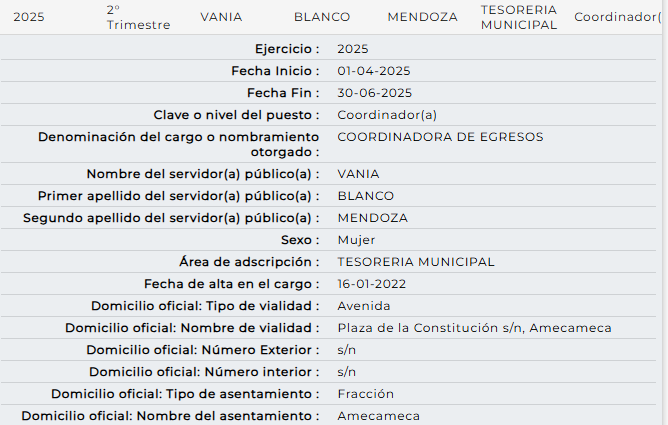 2025 2° Trimestre VANIA BLANCO MENDOZA TESORERIA MUNICIPAL Coordinador(
Ejercicio : 2025
Fecha Inicio : 01-04-2025
Fecha Fin : 30-06-2025
Clave o nivel del puesto : Coordinador(a)
Denominación del cargo o nombramiento otorgado : COORDINADORA DE EGRESOS
Nombre del servidor(a) público(a) : VANIA
Primer apellido del servidor(a) público(a) : BLANCO
Segundo apellido del servidor(a) público(a) : MENDOZA
Sexo : Mujer
Área de adscripción : TESORERIA MUNICIPAL
Fecha de alta en el cargo : 16-01-2022
Domicilio oficial: Tipo de vialidad : Avenida
Domicilio oficial: Nombre de vialidad : Plaza de la Constitución s/n, Amecameca
Domicilio oficial: Número Exterior : s/n
Domicilio oficial: Número interior : s/n
Domicilio oficial: Tipo de asentamiento : Fracción
Domicilio oficial: Nombre del asentamiento : Amecameca